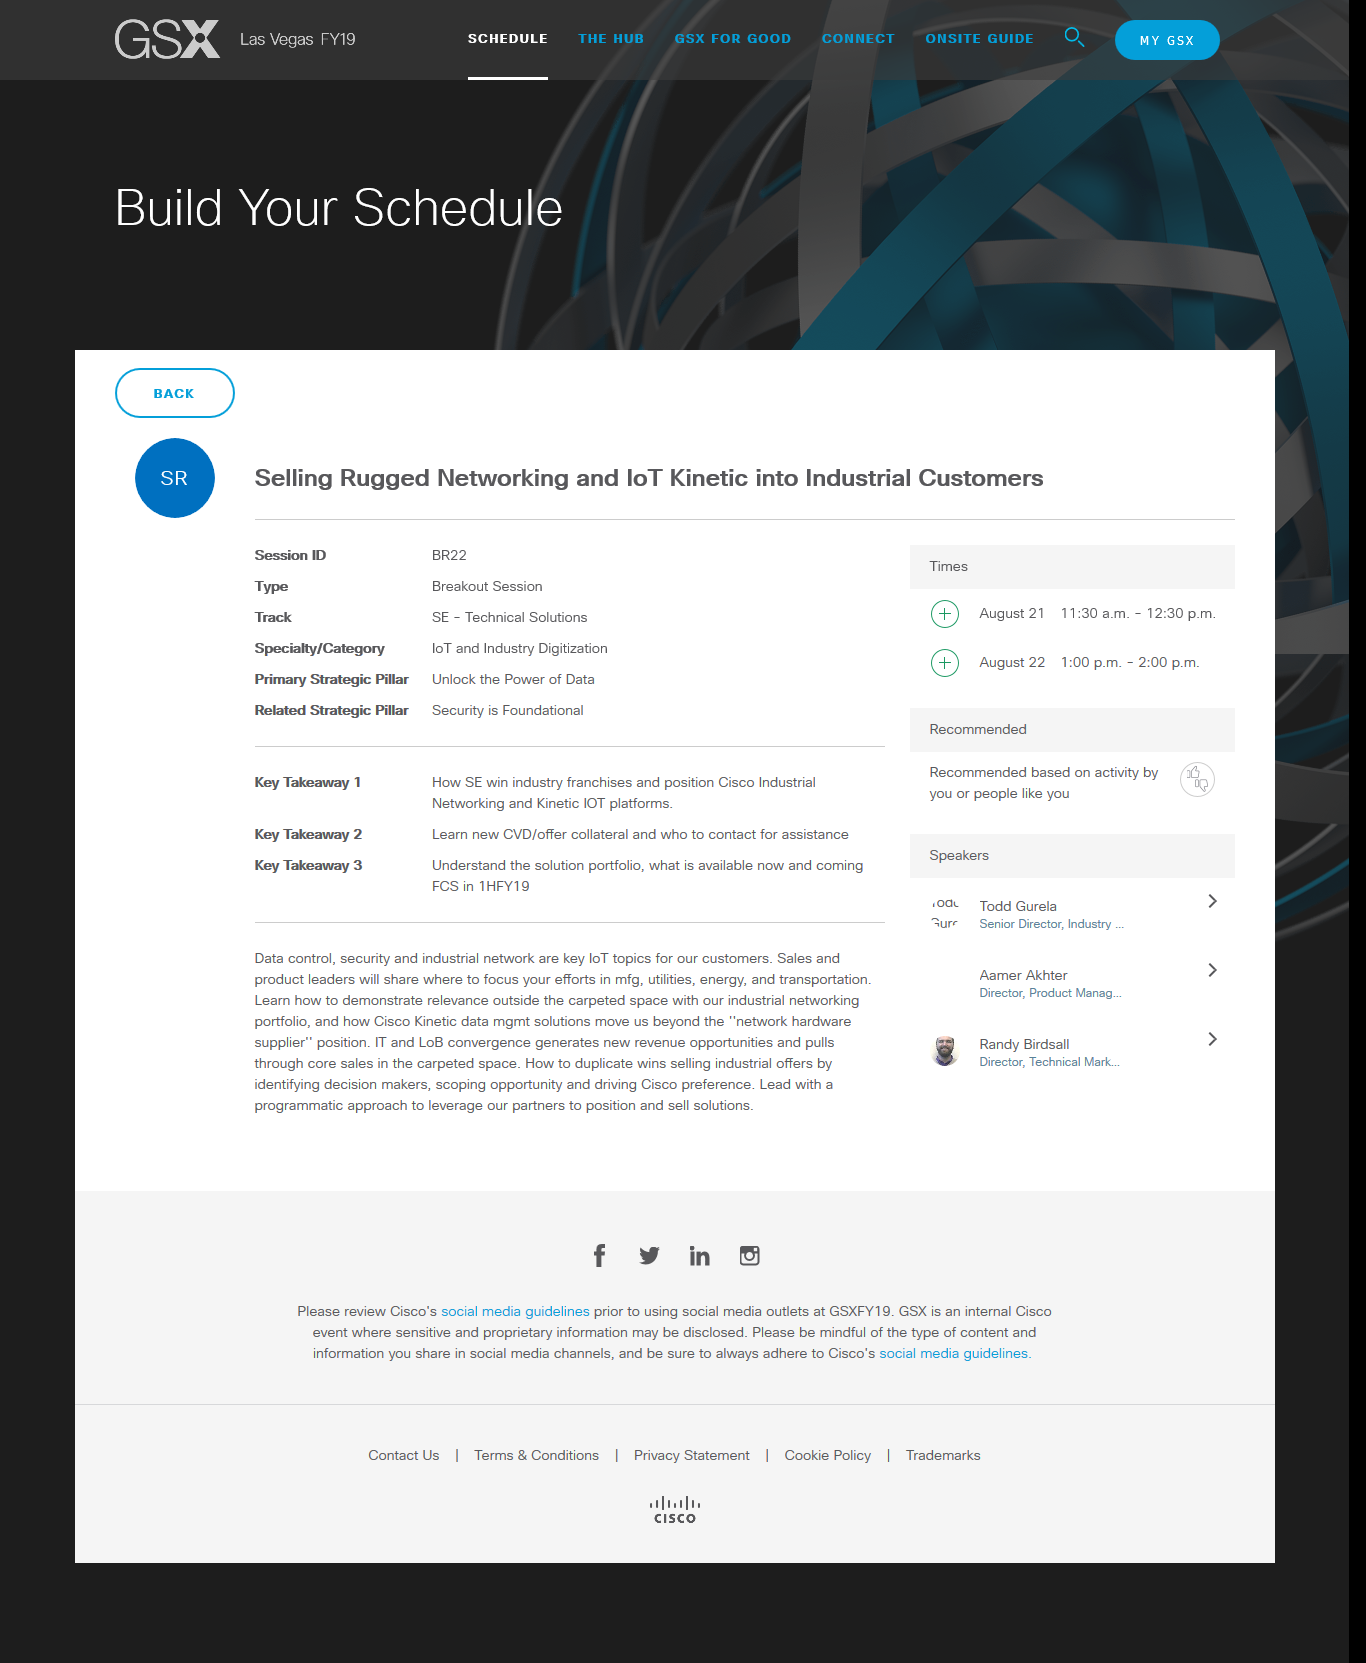 GSX Las Vegas FY19 SCHEDULE THE HUB GSX FOR GOOD CONNECT ONSITE GUIDE MY GSX
Build Your Schedule
BACK
SR
Selling Rugged Networking and IoT Kinetic into Industrial Customers
Session ID BR22
Type Breakout Session
Track SE - Technical Solutions
Specialty/Category IoT and Industry Digitization
Primary Strategic Pillar Unlock the Power of Data
Related Strategic Pillar Security is Foundational
Key Takeaway 1 How SE win industry franchises and position Cisco Industrial
Networking and Kinetic IOT platforms.
Key Takeaway 2 Learn new CVD/offer collateral and who to contact for assistance
Key Takeaway 3 Understand the solution portfolio, what is available now and coming
FCS in 1HFY19
Data control, security and industrial network are key IoT topics for our customers. Sales and
product leaders will share where to focus your efforts in mfg, utilities, energy, and transportation.
Learn how to demonstrate relevance outside the carpeted space with our industrial networking
portfolio, and how Cisco Kinetic data mgmt solutions move us beyond the ''network hardware
supplier'' position. IT and LoB convergence generates new revenue opportunities and pulls
through core sales in the carpeted space. How to duplicate wins selling industrial offers by
identifying decision makers, scoping opportunity and driving Cisco preference. Lead with a
programmatic approach to leverage our partners to position and sell solutions.
Times
August 21 11:30 a.m. - 12:30 p.m.
August 22 1:00 p.m. - 2:00 p.m.
Recommended
Recommended based on activity by
you or people like you
Speakers
Todd Gurela
Senior Director, Industry ...
Aamer Akhter
Director, Product Manag...
Randy Birdsall
Director, Technical Mark...
Please review Cisco's social media guidelines prior to using social media outlets at GSXFY19. GSX is an internal Cisco
event where sensitive and proprietary information may be disclosed. Please be mindful of the type of content and
information you share in social media channels, and be sure to always adhere to Cisco's social media guidelines.
Contact Us | Terms & Conditions | Privacy Statement | Cookie Policy | Trademarks
CISCO